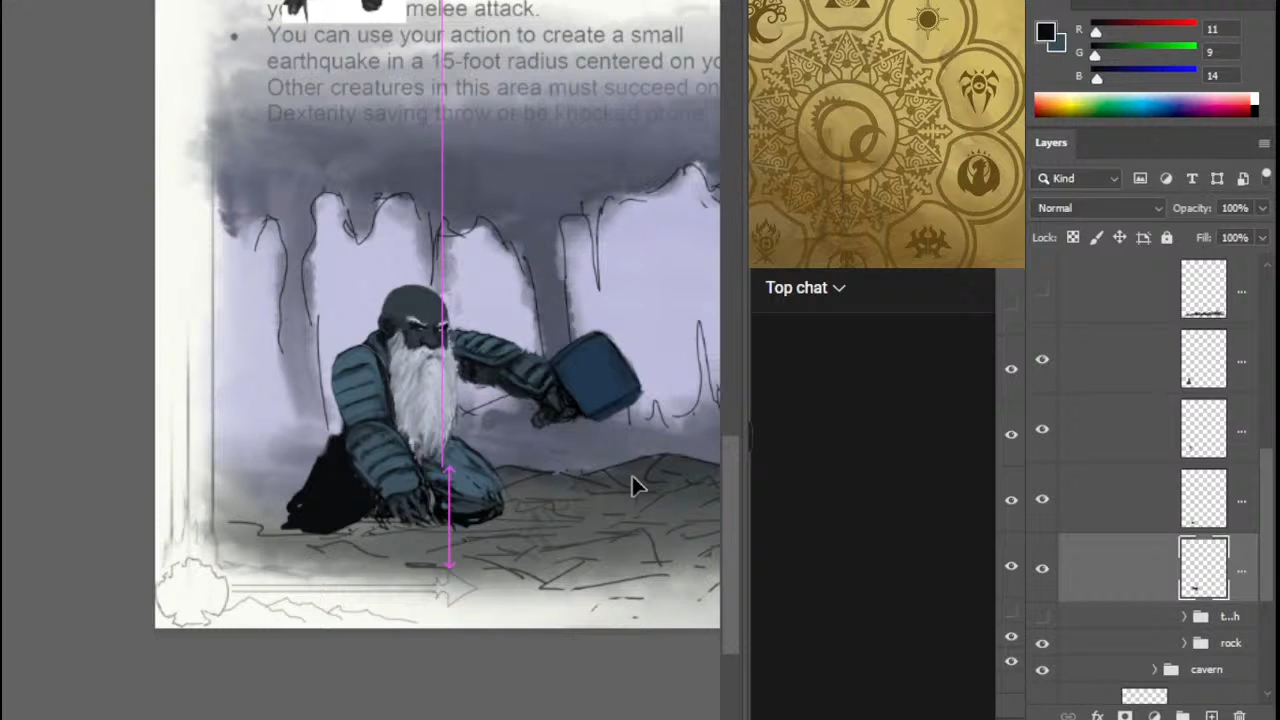 melee attack.
• You can use your action to create a small
earthquake in a 15-foot radius centered on yo
Other creatures in this area must succeed on
Dexterity saving throw or be knocked prone
Top chat
R 11
G 9
B 14
Layers
Kind
Normal Opacity: 100%
Lock: Fill: 100%
...
...
...
...
...
t...h
rock
cavern
fx